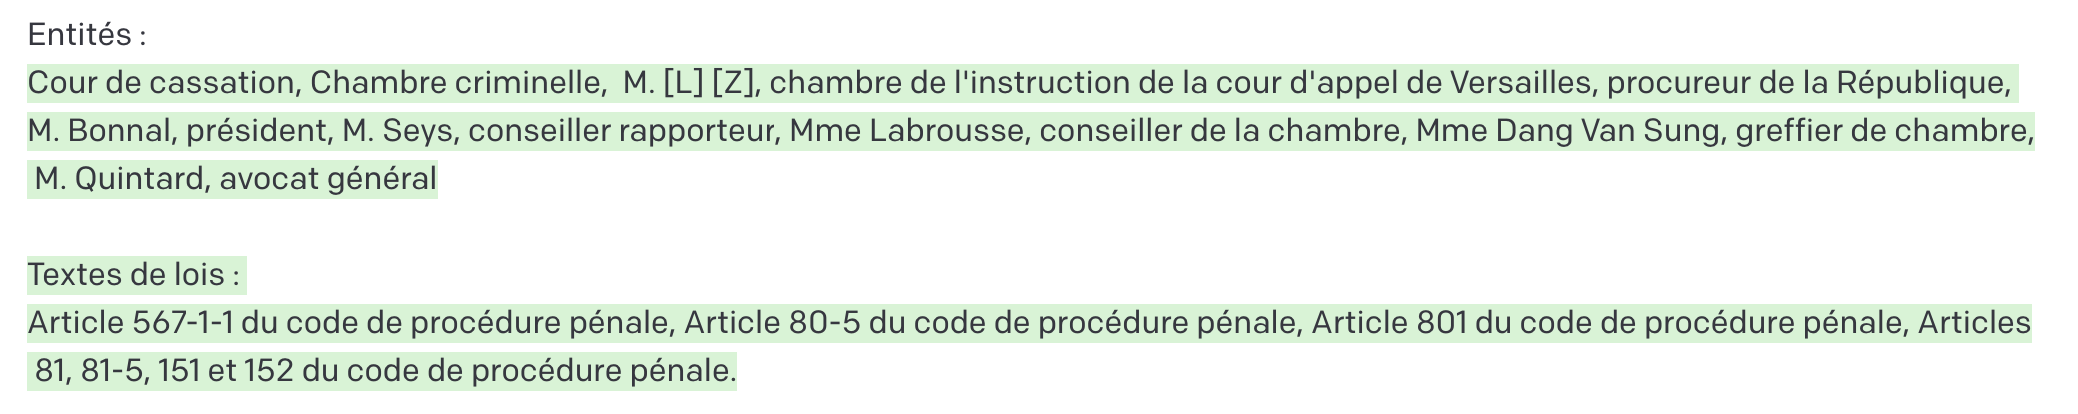 Entités :
Cour de cassation, Chambre criminelle,  M. [L] [Z], chambre de l'instruction de la cour d'appel de Versailles, procureur de la République,
M. Bonnal, président, M. Seys, conseiller rapporteur, Mme Labrousse, conseiller de la chambre, Mme Dang Van Sung, greffier de chambre,
M. Quintard, avocat général
Textes de lois :
Article 567-1-1 du code de procédure pénale, Article 80-5 du code de procédure pénale, Article 801 du code de procédure pénale, Articles
81, 81-5, 151 et 152 du code de procédure pénale.